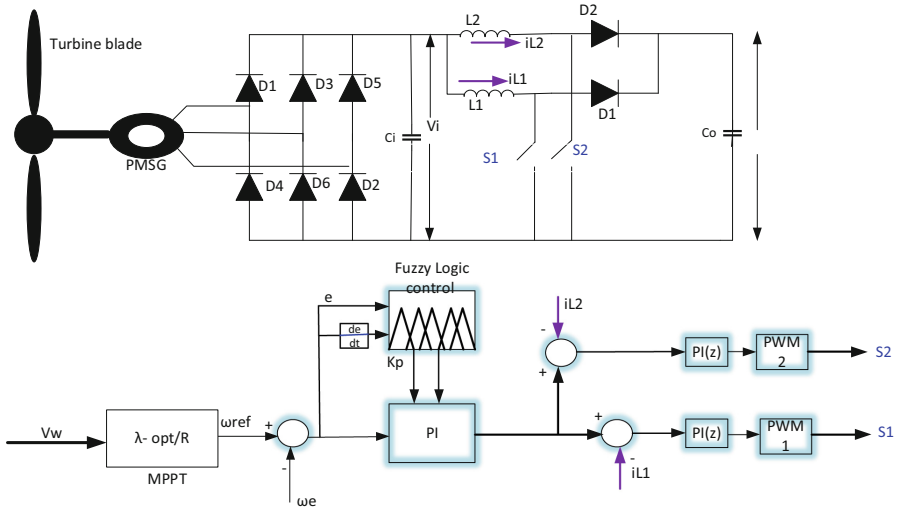 Turbine blade
PMSG
D1
D3
D5
D4
D6
D2
Ci
Vi
L2
iL2
iL1
L1
D2
D1
S1
S2
Co
Fuzzy Logic
control
e
de
dt
Kp
Vw
λ- opt/R
MPPT
ωref
+
-
ωe
PI
iL2
-
+
PI(z)
PWM
2
S2
+
-
iL1
PI(z)
PWM
1
S1